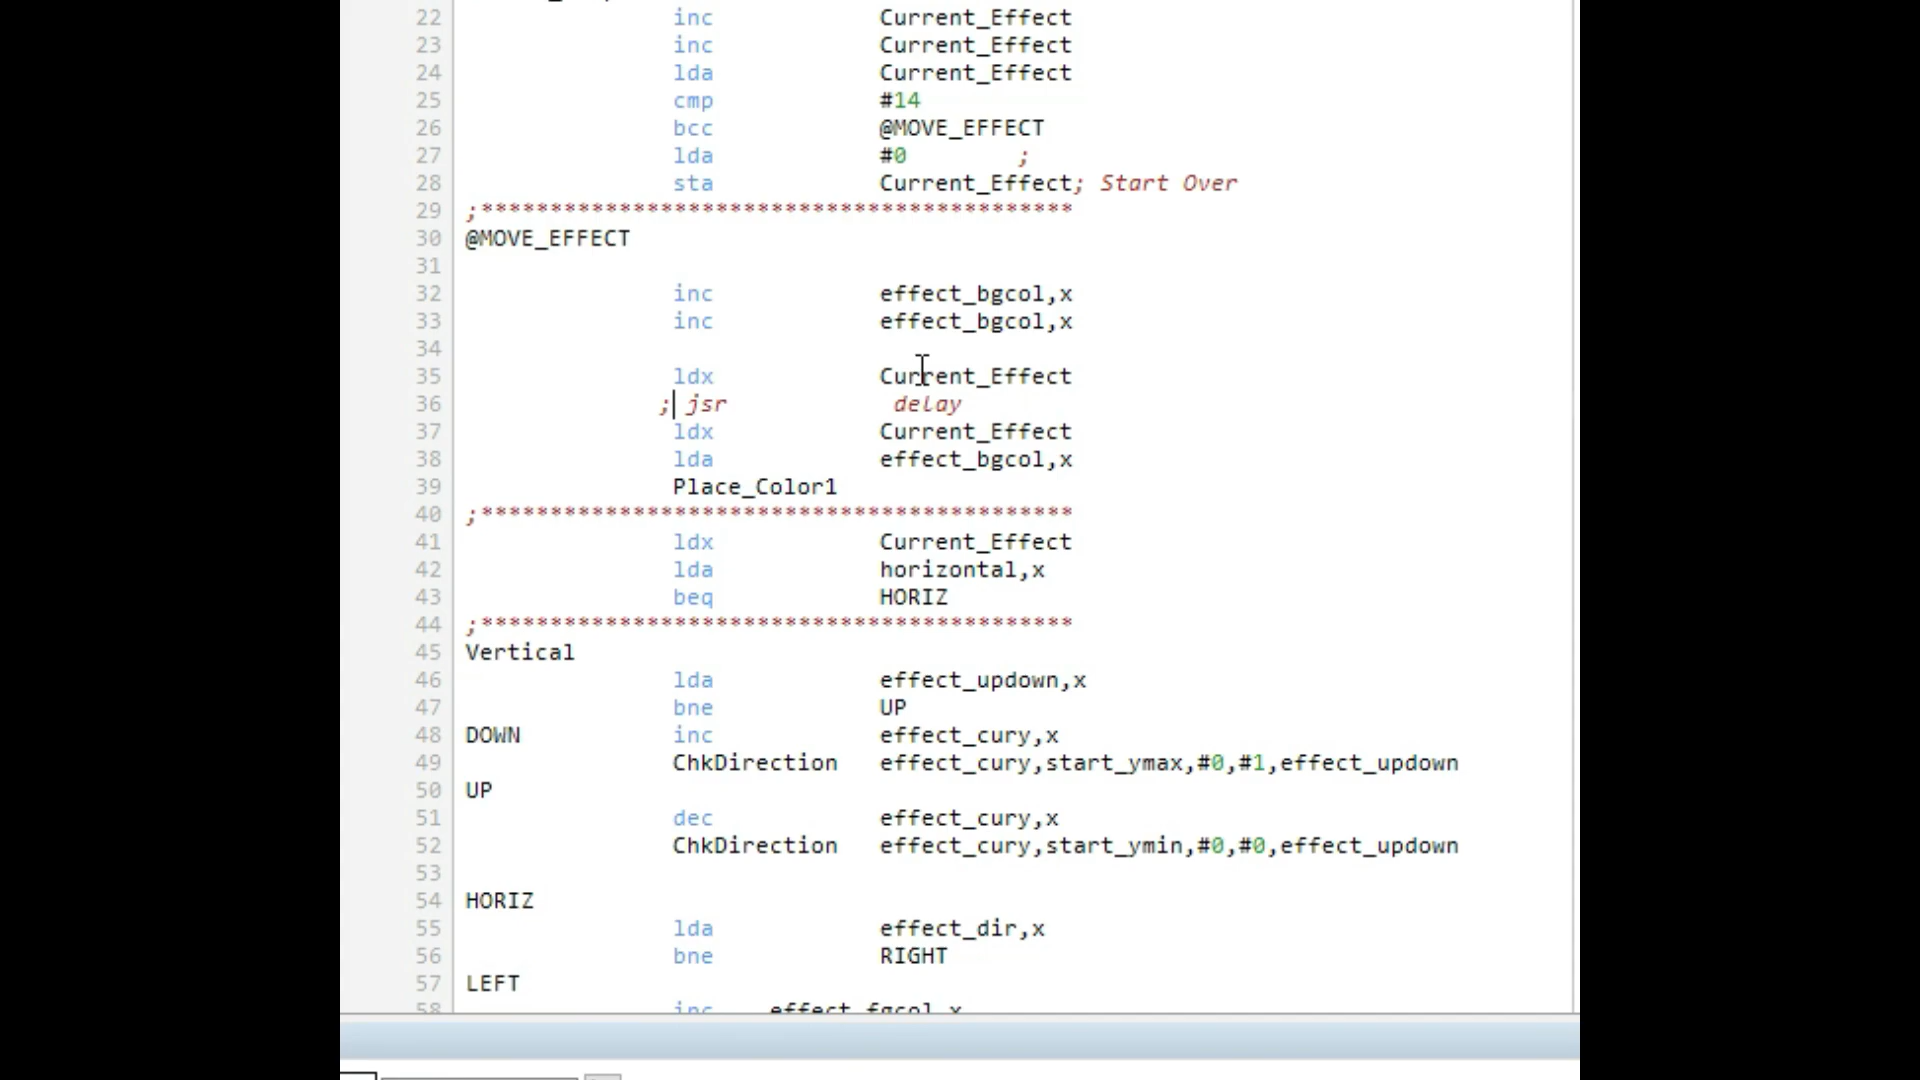 22 inc Current_Effect
23 inc Current_Effect
24 lda Current_Effect
25 cmp #14
26 bcc @MOVE_EFFECT
27 lda #0 ;
28 sta Current_Effect; Start Over
29 ;*******************************************
30 @MOVE_EFFECT
31
32 inc effect_bgcol,x
33 inc effect_bgcol,x
34
35 ldx Current_Effect
36 ; jsr delay
37 ldx Current_Effect
38 lda effect_bgcol,x
39 Place_Color1
40 ;*******************************************
41 ldx Current_Effect
42 lda horizontal,x
43 beq HORIZ
44 ;*******************************************
45 Vertical
46 lda effect_updown,x
47 bne UP
48 DOWN inc effect_cury,x
49 ChkDirection effect_cury,start_ymax,#0,#1,effect_updown
50 UP
51 dec effect_cury,x
52 ChkDirection effect_cury,start_ymin,#0,#0,effect_updown
53
54 HORIZ
55 lda effect_dir,x
56 bne RIGHT
57 LEFT
58 inc effect_fgcol,x